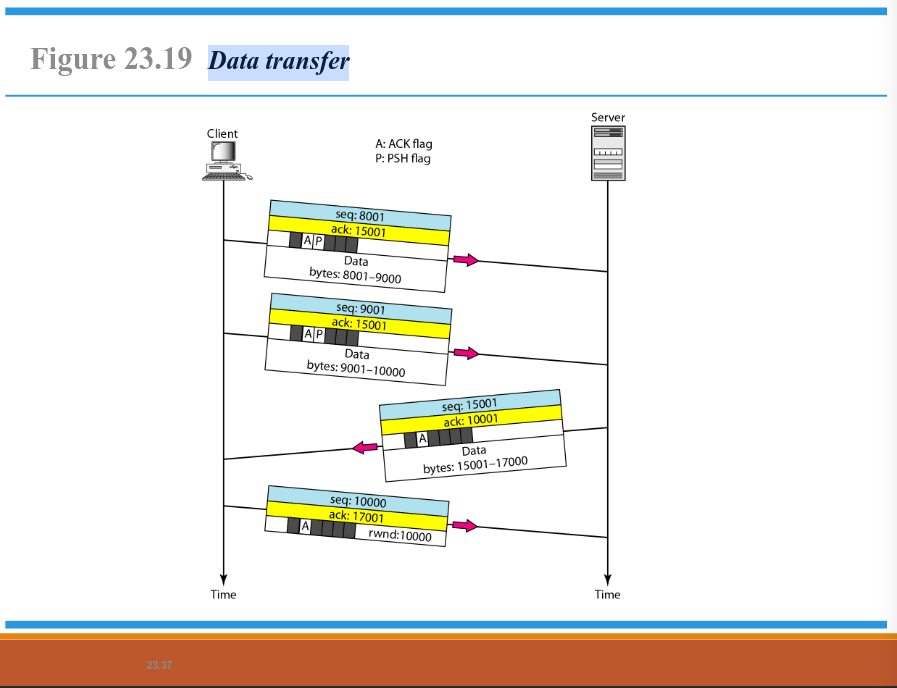 Figure 23.19 Data transfer
Server
Client
A: ACK flag
P: PSH flag
seq: 8001
ack: 15001
A P
Data
bytes: 8001–9000
seq: 9001
ack: 15001
A P
Data
bytes: 9001–10000
seq: 15001
ack: 10001
A
Data
bytes: 15001–17000
seq: 10000
ack: 17001
A
rwnd:10000
Time
Time
23.37